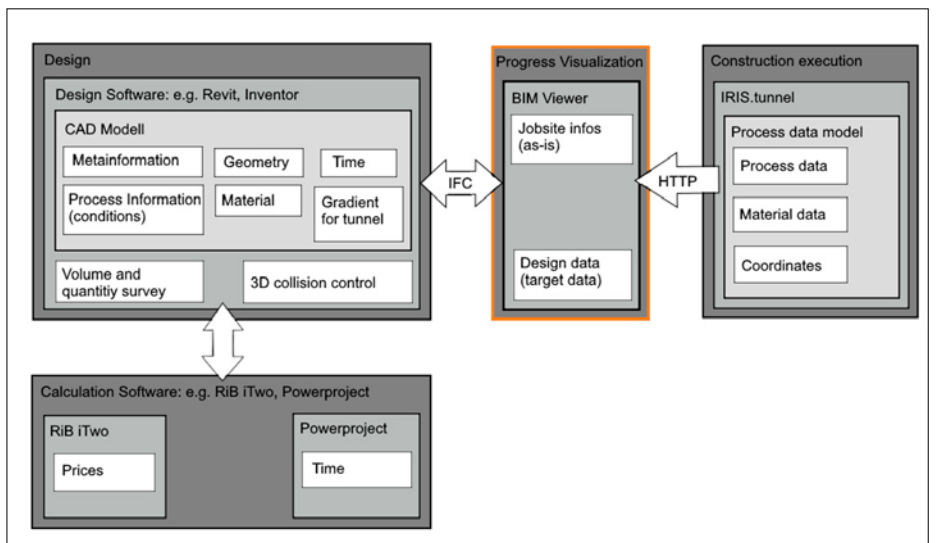 Design
Design Software: e.g. Revit, Inventor
CAD Modell
Metainformation
Geometry
Time
Process Information
(conditions)
Material
Gradient
for tunnel
Volume and
quantitiy survey
3D collision control
IFC
Progress Visualization
BIM Viewer
Jobsite infos
(as-is)
Design data
(target data)
HTTP
Construction execution
IRIS.tunnel
Process data model
Process data
Material data
Coordinates
Calculation Software: e.g. RiB iTwo, Powerproject
RiB iTwo
Prices
Powerproject
Time